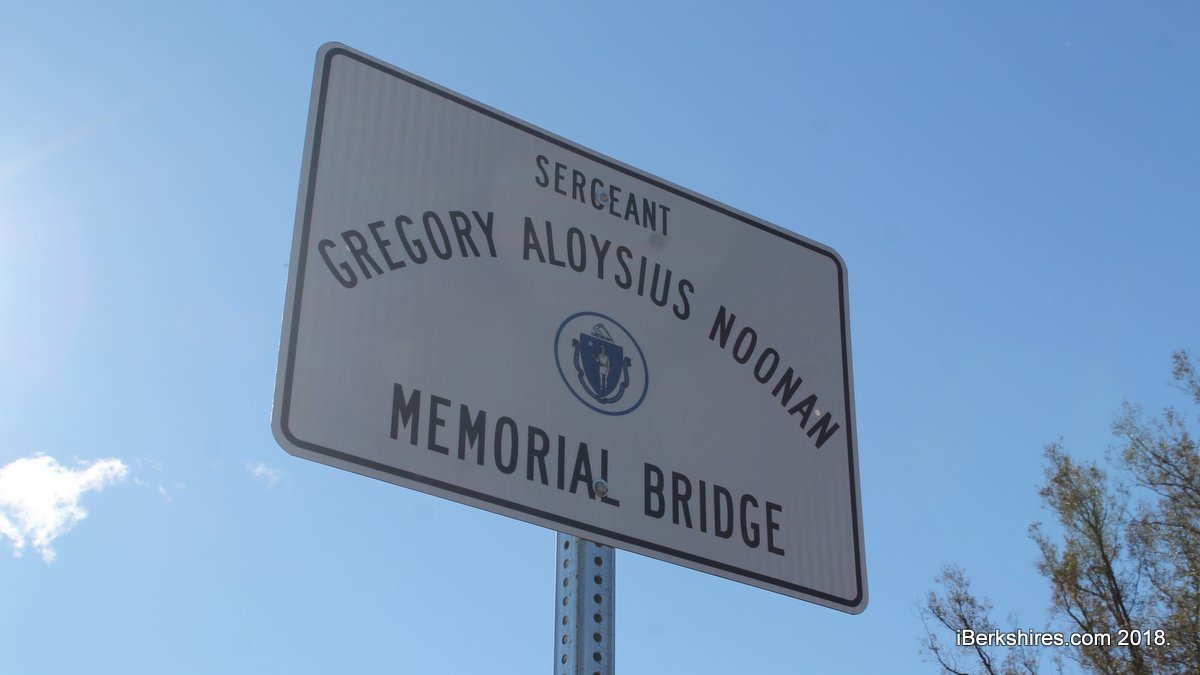 SERGEANT
GREGORY ALOYSIUS NOONAN
MEMORIAL BRIDGE
iBerkshires.com 2018.